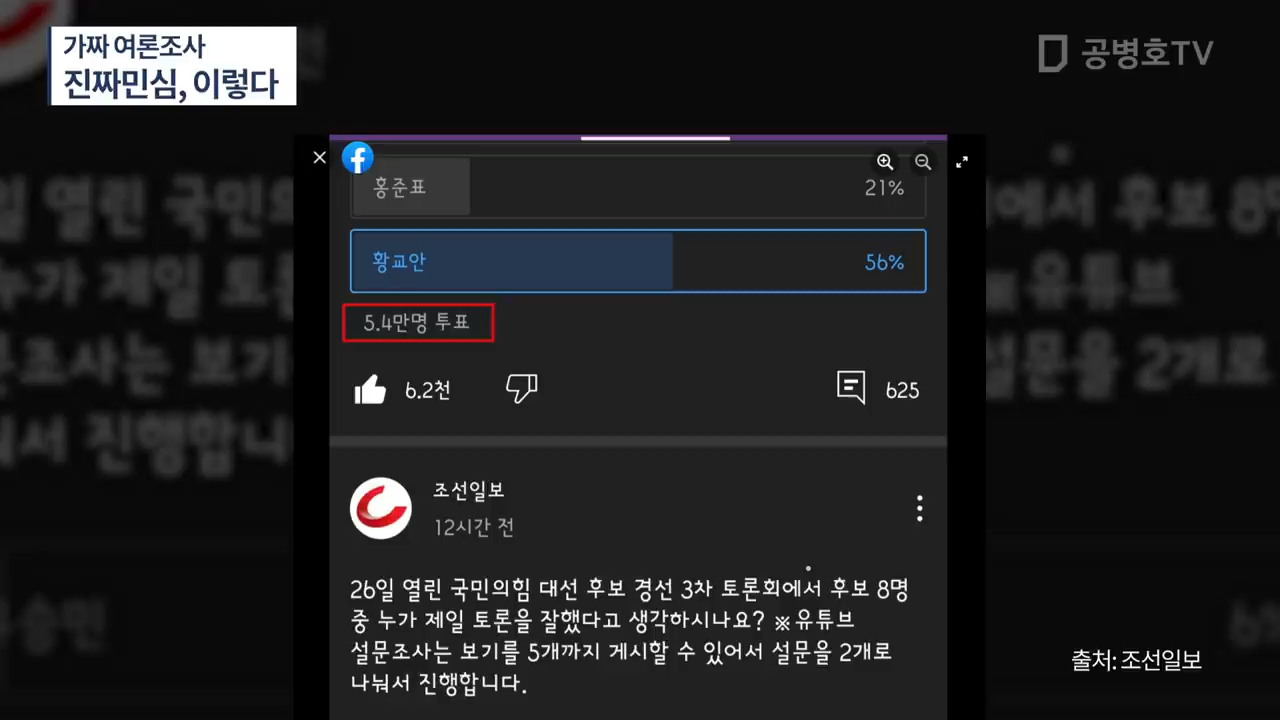 가짜 여론조사
진짜민심, 이렇다
공병호TV
홍준표 21%
황교안 56%
5.4만명 투표
6.2천 625
조선일보
12시간 전
26일 열린 국민의힘 대선 후보 경선 3차 토론회에서 후보 8명
중 누가 제일 토론을 잘했다고 생각하시나요? ※유튜브
설문조사는 보기를 5개까지 게시할 수 있어서 설문을 2개로
나눠서 진행합니다.
출처: 조선일보